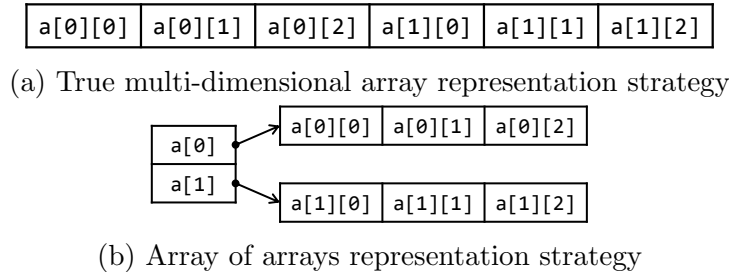 a[0][0] a[0][1] a[0][2] a[1][0] a[1][1] a[1][2]
(a) True multi-dimensional array representation strategy
a[0] a[0][0] a[0][1] a[0][2]
a[1] a[1][0] a[1][1] a[1][2]
(b) Array of arrays representation strategy